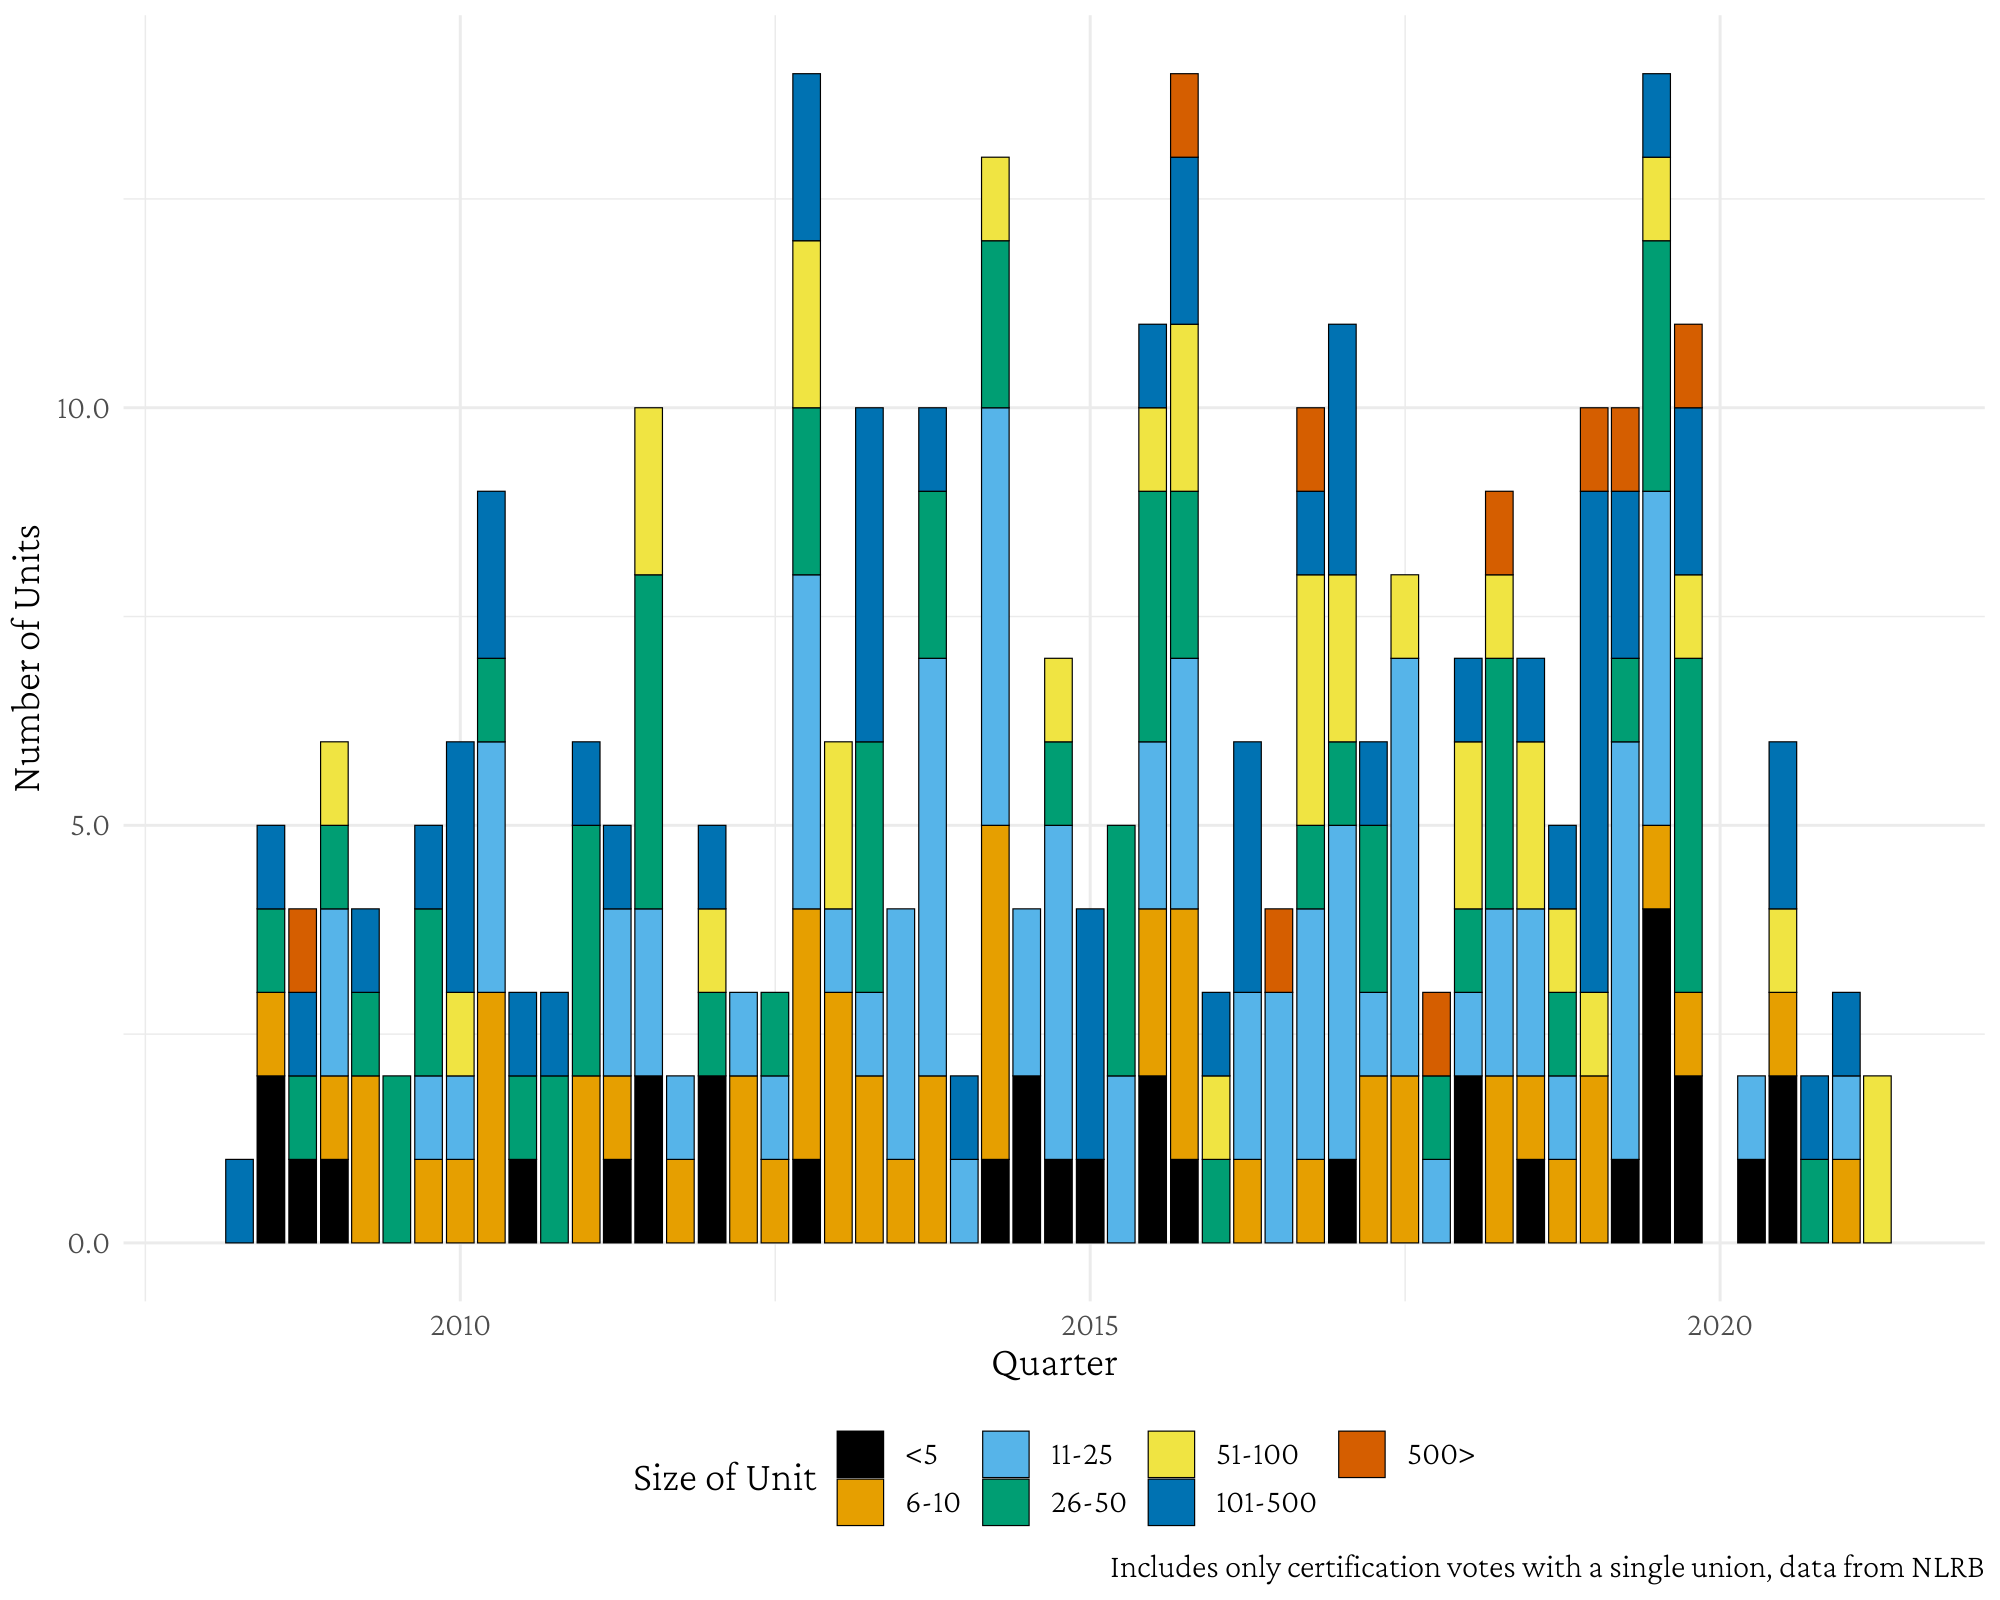 10.0
5.0
0.0
Number of Units
2010 2015 2020
Quarter
Size of Unit
<5 11-25 51-100 500>
6-10 26-50 101-500
Includes only certification votes with a single union, data from NLRB